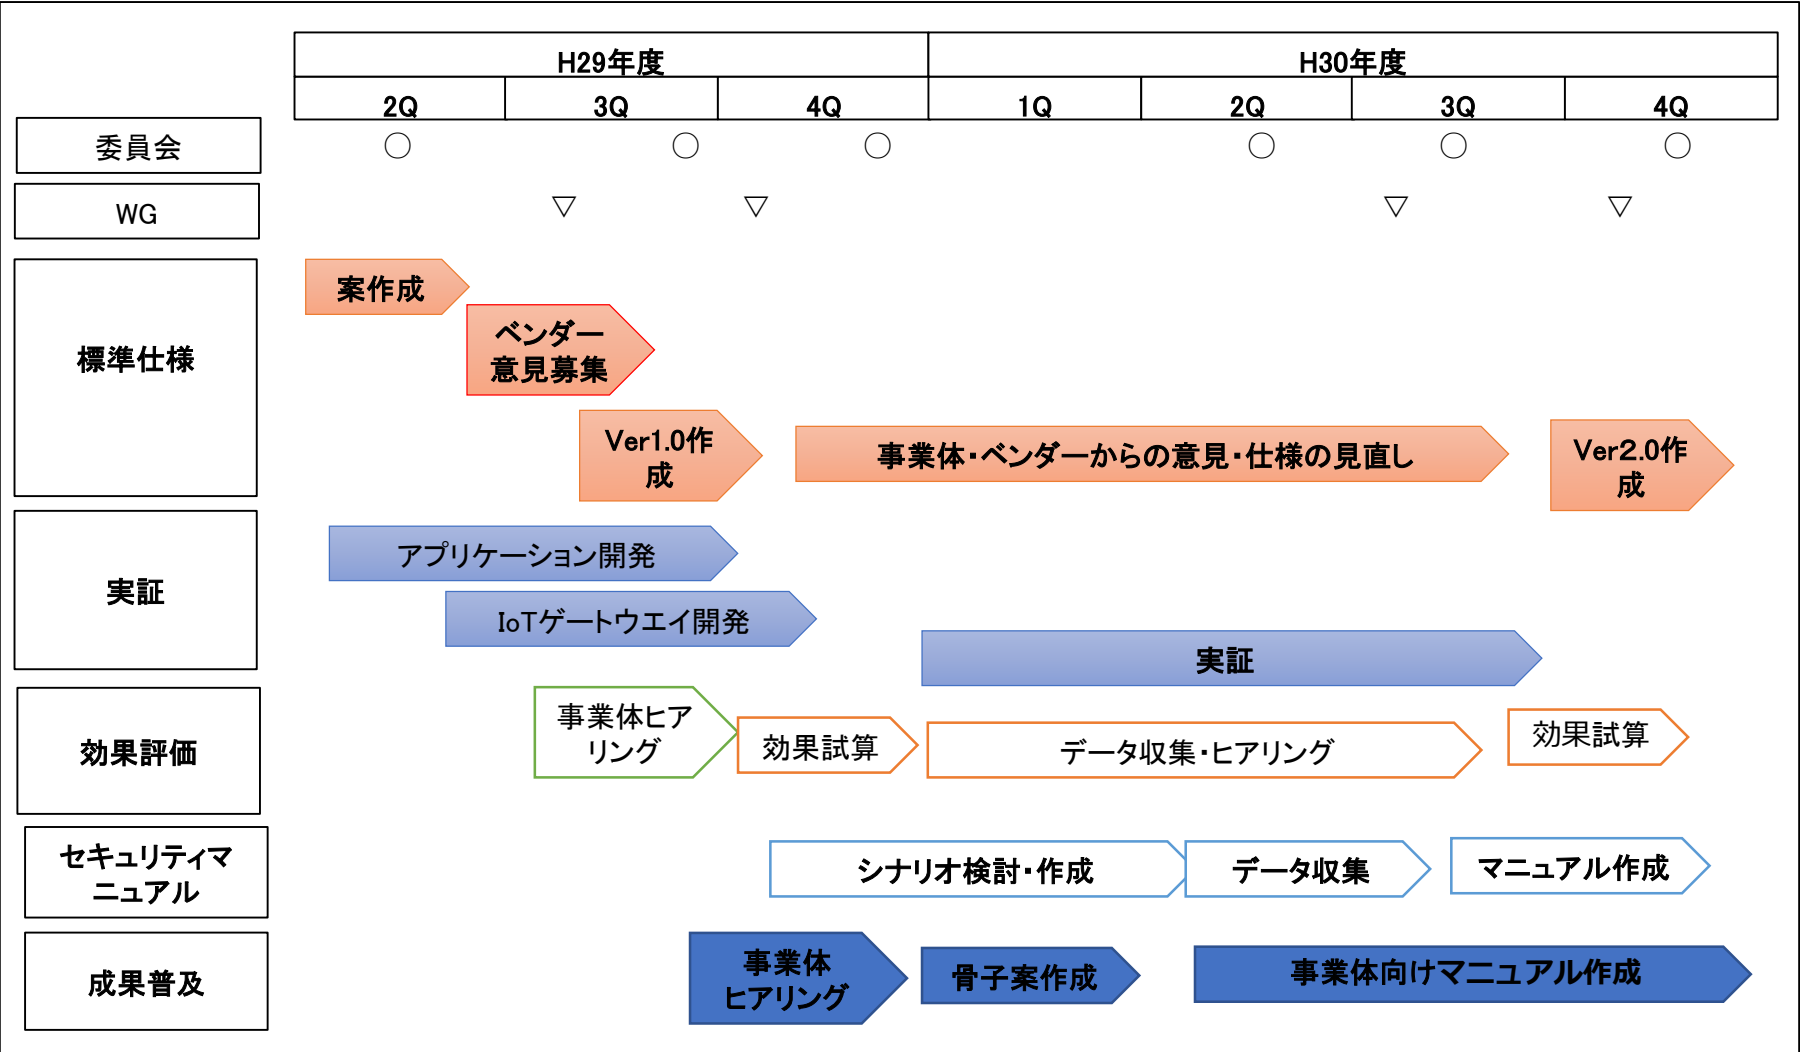 H29年度
H30年度
2Q
3Q
4Q
1Q
2Q
3Q
4Q
委員会
○ ○ ○ ○ ○ ○
WG
▽ ▽ ▽ ▽
標準仕様
案作成
ベンダー
意見募集
Ver1.0作
成
事業体・ベンダーからの意見・仕様の見直し
Ver2.0作
成
実証
アプリケーション開発
IoTゲートウエイ開発
実証
効果評価
事業体ヒア
リング
効果試算
データ収集・ヒアリング
効果試算
セキュリティマ
ニュアル
シナリオ検討・作成
データ収集
マニュアル作成
成果普及
事業体
ヒアリング
骨子案作成
事業体向けマニュアル作成